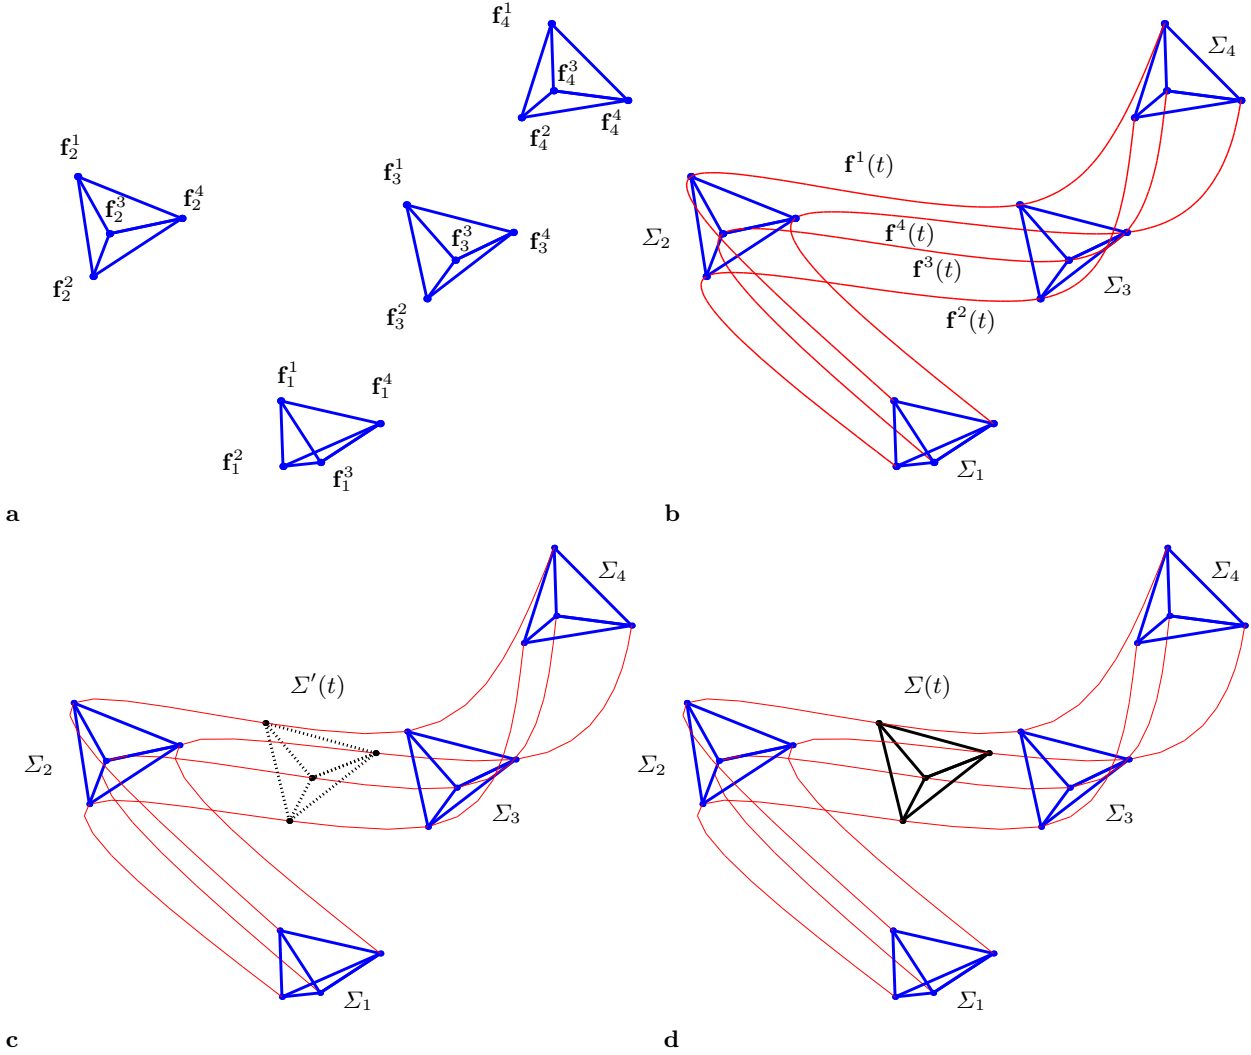 f_4^1
f_4^3
f_4^2
f_4^4
f_2^1
f_2^3
f_2^4
f_2^2
f_3^1
f_3^3
f_3^4
f_3^2
f_1^1
f_1^4
f_1^2
f_1^3
a
Σ_4
f^1(t)
Σ_2
f^4(t)
f^3(t)
Σ_3
f^2(t)
Σ_1
b
Σ_4
Σ′(t)
Σ_2
Σ_3
Σ_1
c
Σ_4
Σ(t)
Σ_2
Σ_3
Σ_1
d